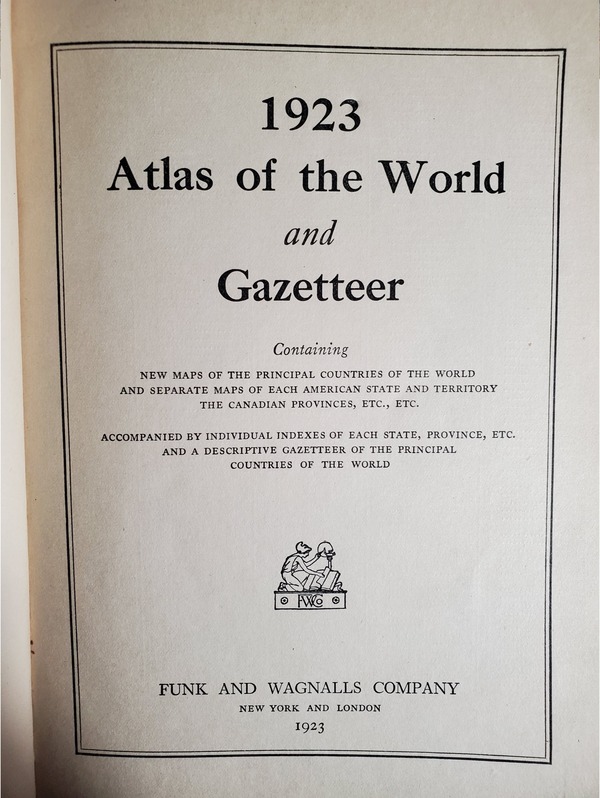 1923
Atlas of the World
and
Gazetteer
Containing
NEW MAPS OF THE PRINCIPAL COUNTRIES OF THE WORLD
AND SEPARATE MAPS OF EACH AMERICAN STATE AND TERRITORY
THE CANADIAN PROVINCES, ETC., ETC.
ACCOMPANIED BY INDIVIDUAL INDEXES OF EACH STATE, PROVINCE, ETC.
AND A DESCRIPTIVE GAZETTEER OF THE PRINCIPAL
COUNTRIES OF THE WORLD
FWCo
FUNK AND WAGNALLS COMPANY
NEW YORK AND LONDON
1923